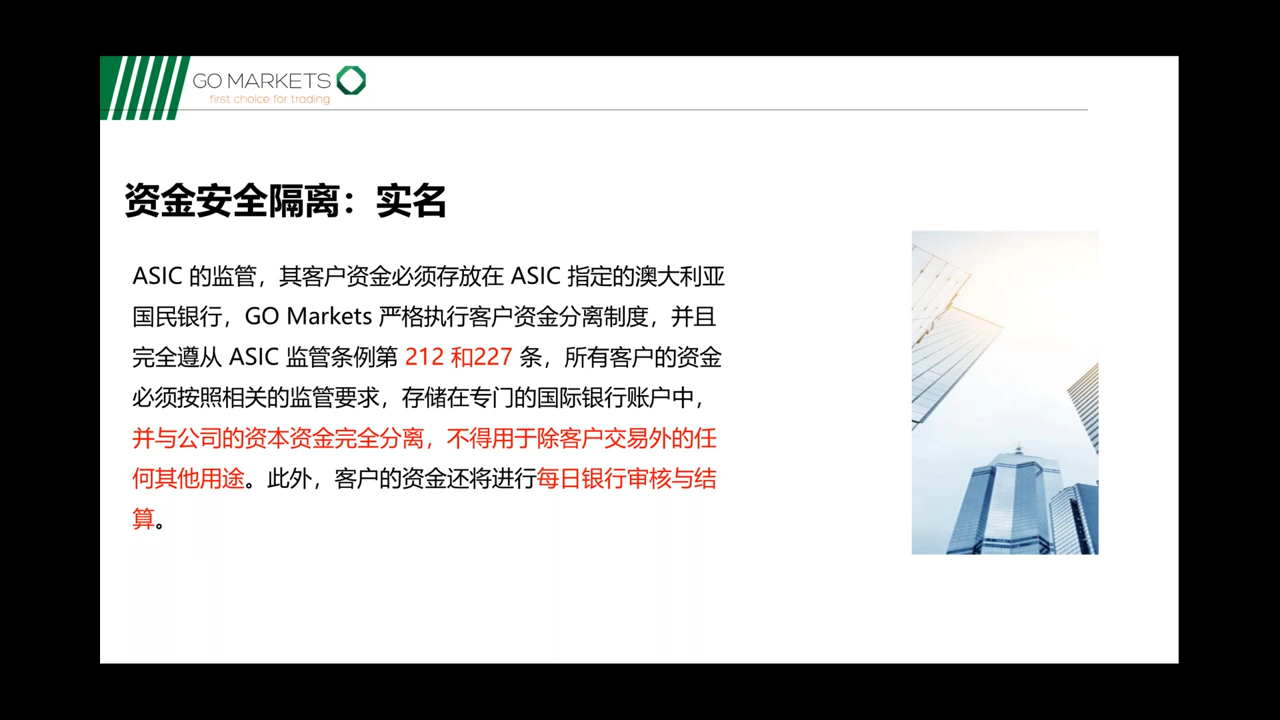 GO MARKETS
first choice for trading
资金安全隔离：实名
ASIC 的监管，其客户资金必须存放在 ASIC 指定的澳大利亚
国民银行，GO Markets 严格执行客户资金分离制度，并且
完全遵从 ASIC 监管条例第 212 和227 条，所有客户的资金
必须按照相关的监管要求，存储在专门的国际银行账户中，
并与公司的资本资金完全分离，不得用于除客户交易外的任
何其他用途。此外，客户的资金还将进行每日银行审核与结
算。